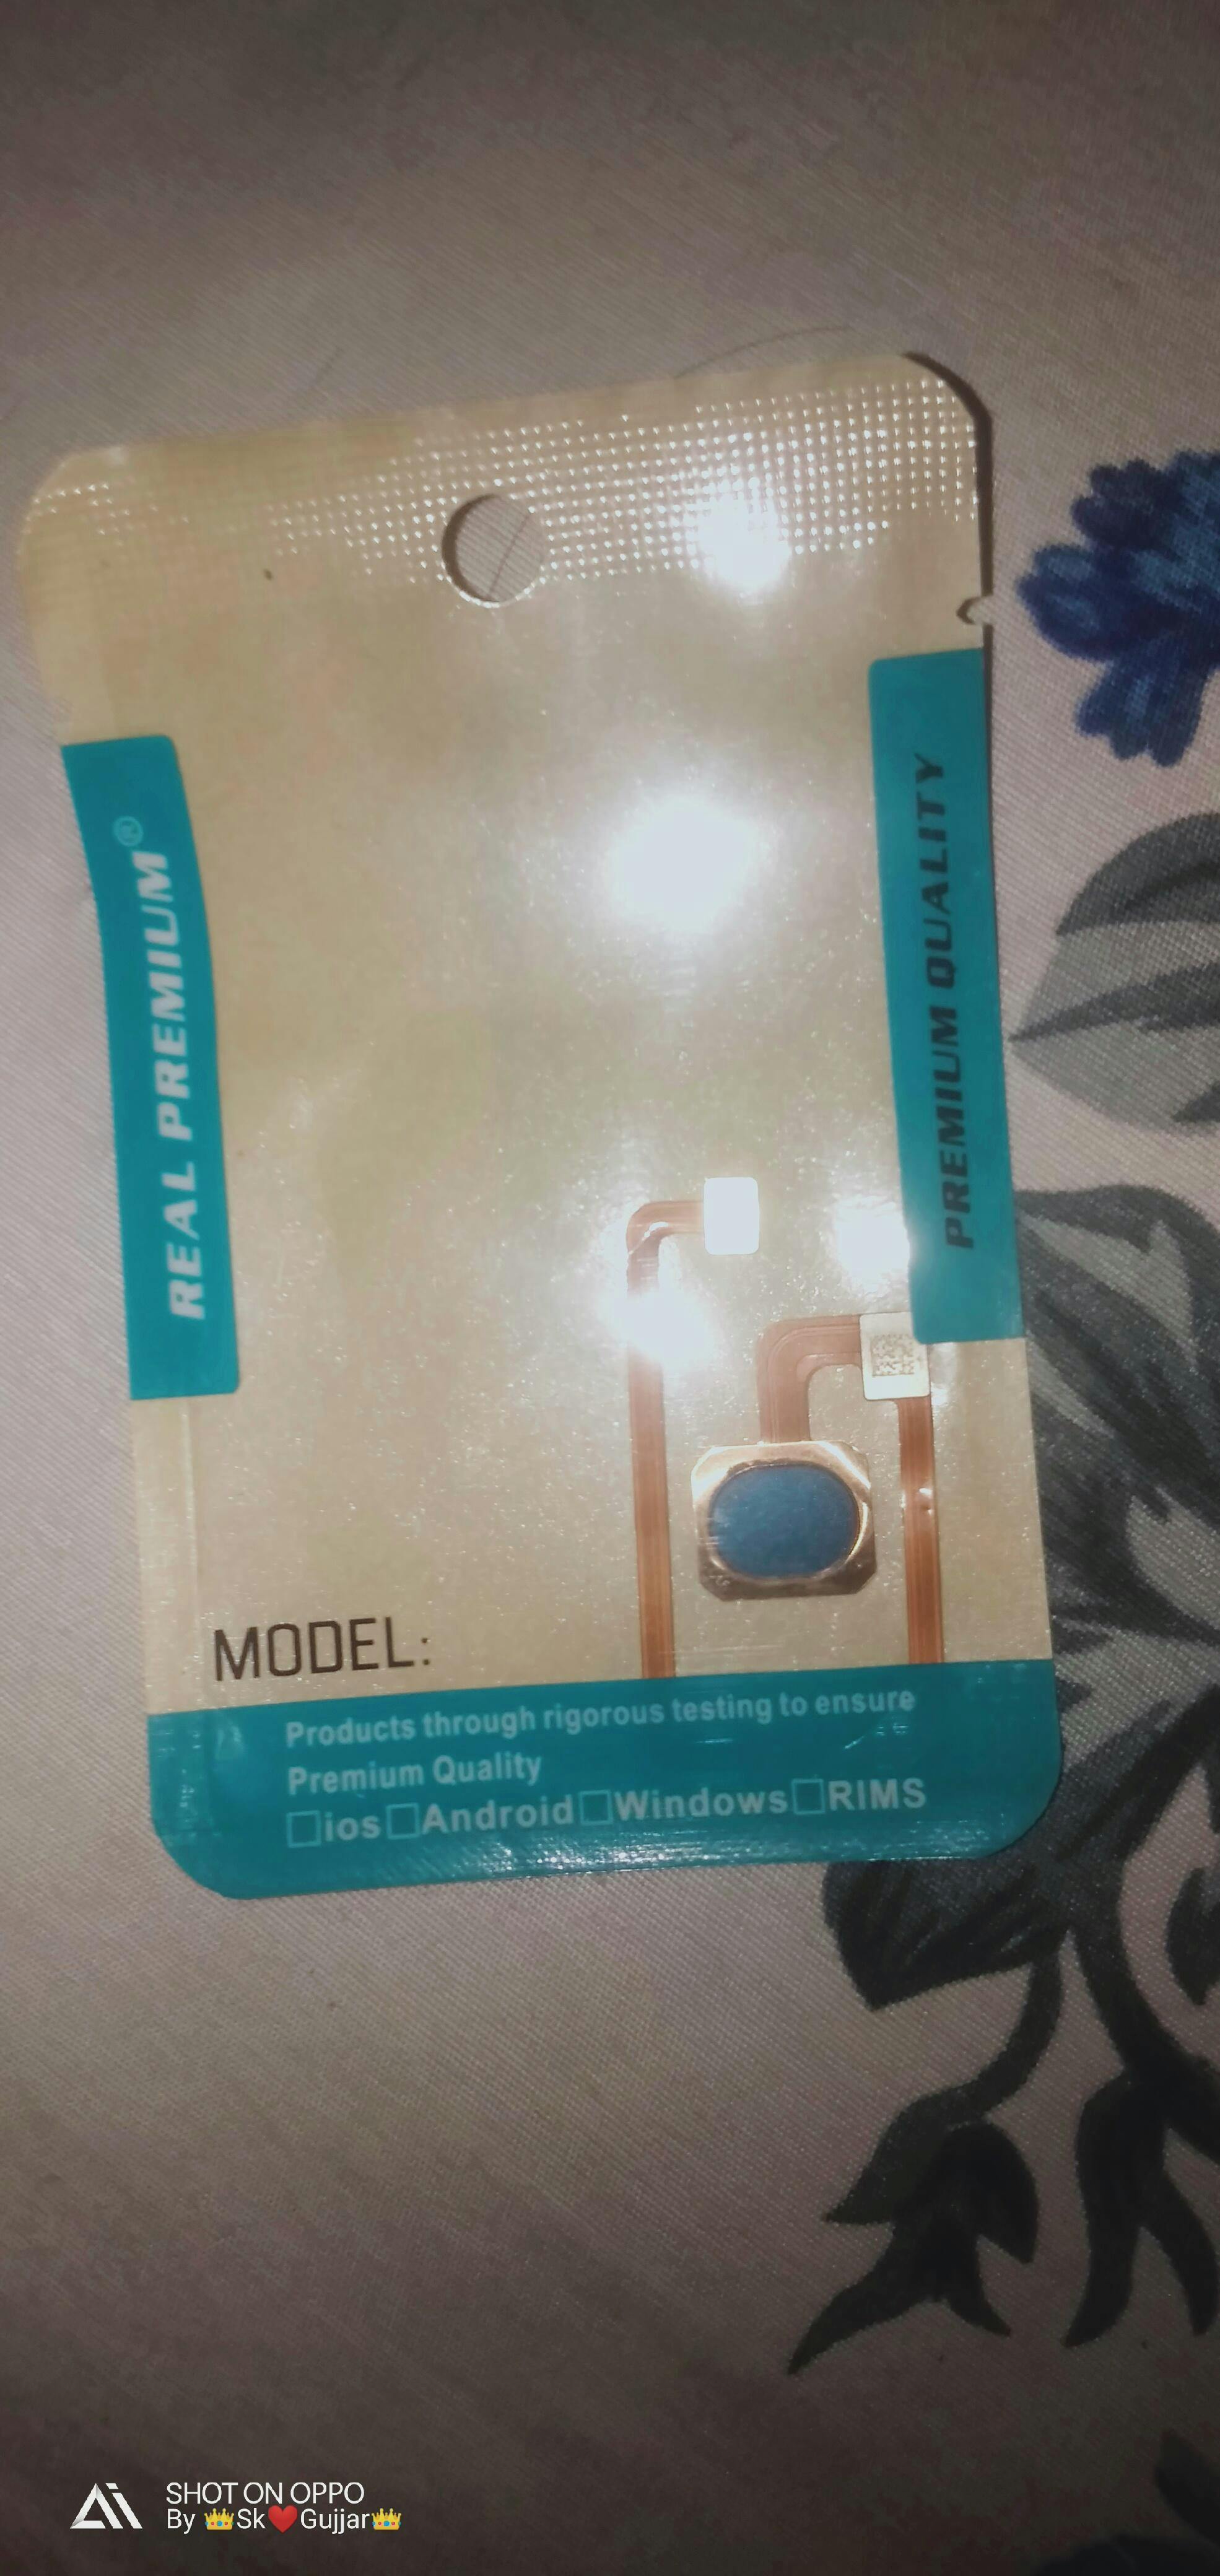 REAL PREMIUM®
PREMIUM QUALITY
MODEL:
Products through rigorous testing to ensure
Premium Quality
□ios□Android□Windows□RIMS
SHOT ON OPPO
By 👑Sk❤️Gujjar👑